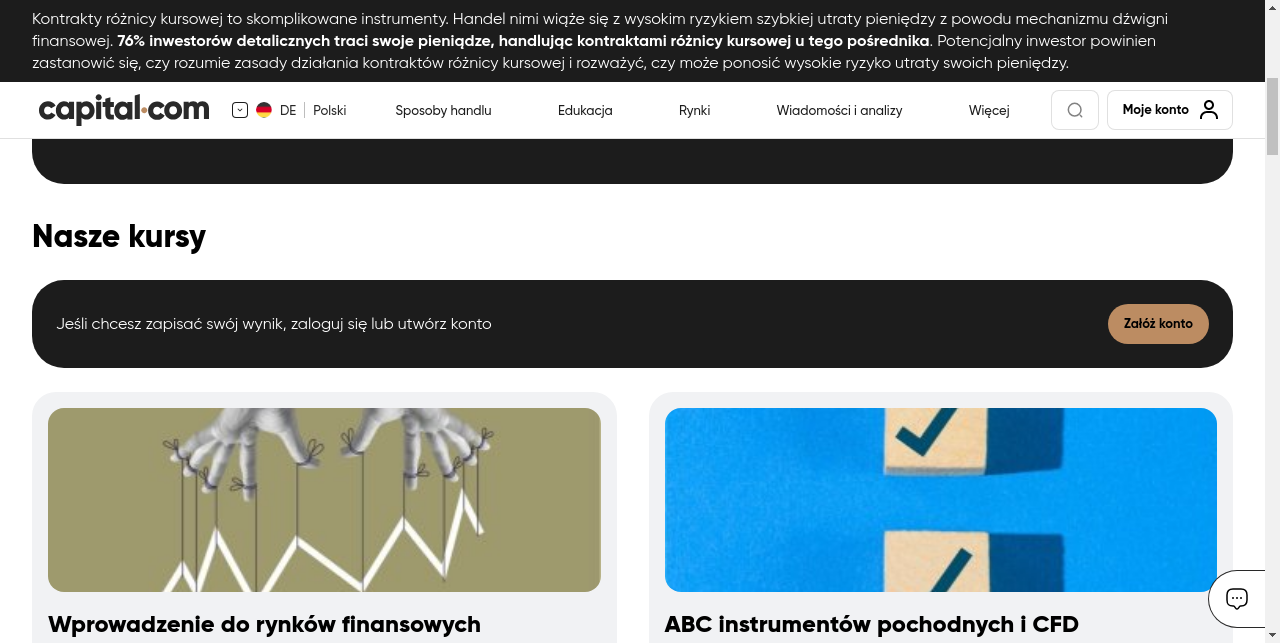 Kontrakty różnicy kursowej to skomplikowane instrumenty. Handel nimi wiąże się z wysokim ryzykiem szybkiej utraty pieniędzy z powodu mechanizmu dźwigni
finansowej. 76% inwestorów detalicznych traci swoje pieniądze, handlując kontraktami różnicy kursowej u tego pośrednika. Potencjalny inwestor powinien
zastanowić się, czy rozumie zasady działania kontraktów różnicy kursowej i rozważyć, czy może ponosić wysokie ryzyko utraty swoich pieniędzy.
capital.com DE Polski Sposoby handlu Edukacja Rynki Wiadomości i analizy Więcej Moje konto
Nasze kursy
Jeśli chcesz zapisać swój wynik, zaloguj się lub utwórz konto Załóż konto
Wprowadzenie do rynków finansowych
ABC instrumentów pochodnych i CFD